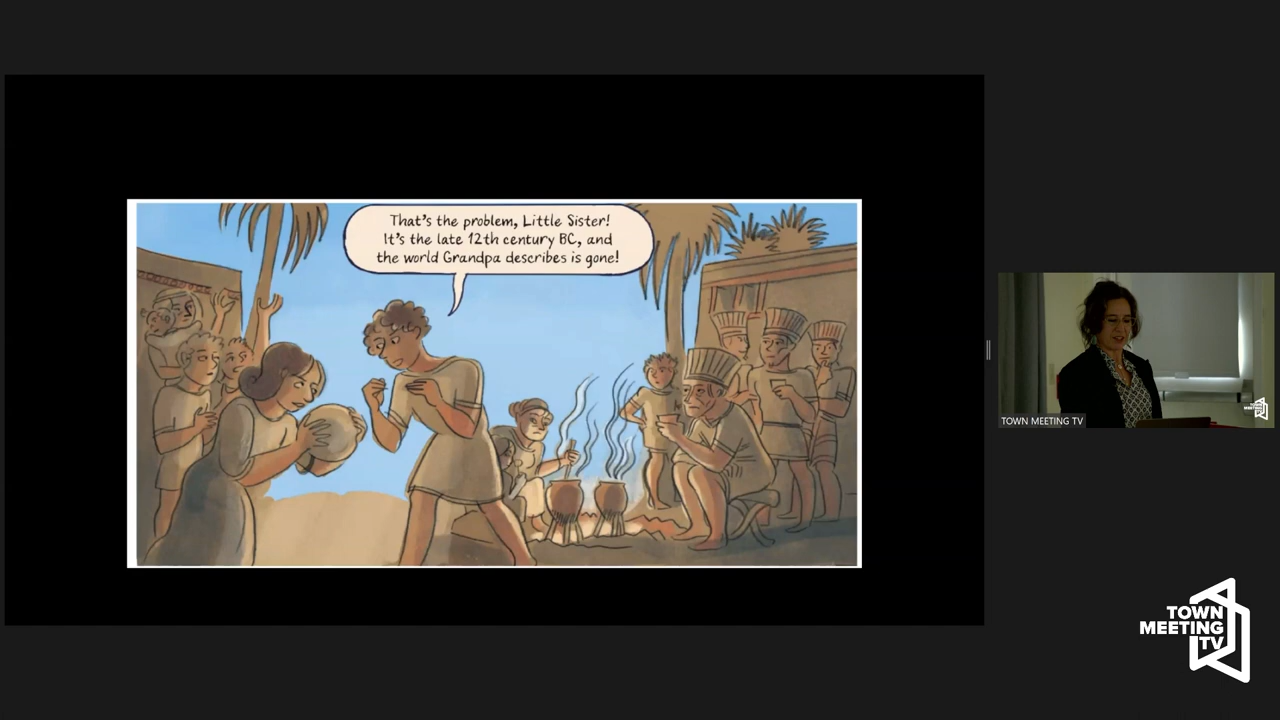 That's the problem, Little Sister!
It's the late 12th century BC, and
the world Grandpa describes is gone!
TOWN MEETING TV
TOWN
MEETING
TV